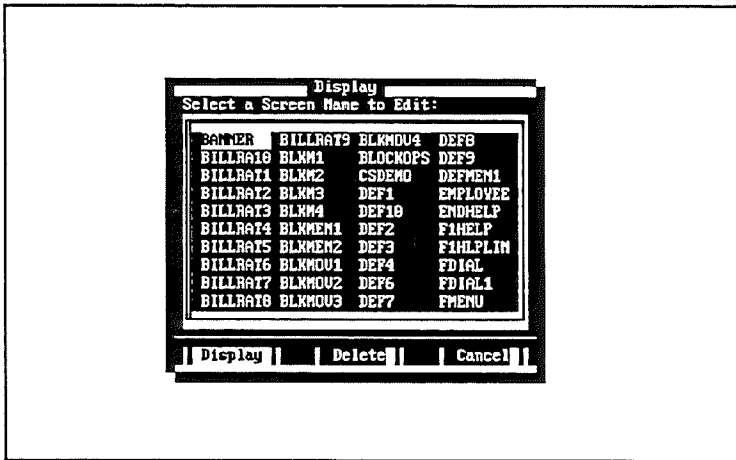 Display
Select a Screen Name to Edit:
BANNER BILLRAT9 BLKMOV4 DEF8
BILLRA10 BLKM1 BLOCKOPS DEF9
BILLRAT1 BLKM2 CSDEMO DEFMEN1
BILLRAT2 BLKM3 DEF1 EMPLOYEE
BILLRAT3 BLKM4 DEF10 ENDHELP
BILLRAT4 BLKMEN1 DEF2 F1HELP
BILLRAT5 BLKMEN2 DEF3 F1HLPLIN
BILLRAT6 BLKMOV1 DEF4 FDIAL
BILLRAT7 BLKMOV2 DEF6 FDIAL1
BILLRAT8 BLKMOV3 DEF7 FMENU
Display Delete Cancel